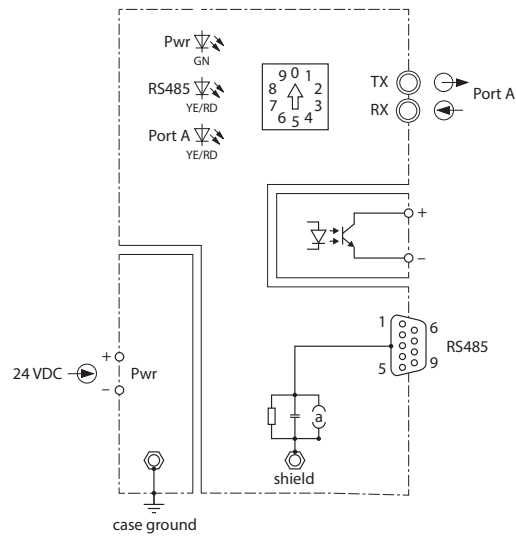 Pwr
GN
RS485
YE/RD
Port A
YE/RD
9 0 1
8 2
7 3
6 5 4
TX
RX
Port A
+
–
1
6
5
9
RS485
24 VDC
+
–
Pwr
a
shield
case ground